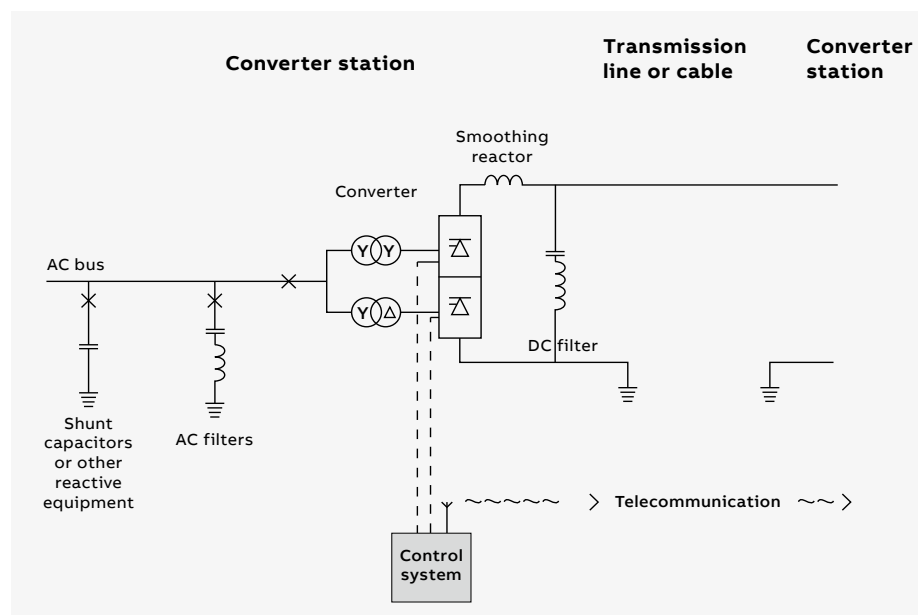 Converter station
Transmission
line or cable
Converter
station
Smoothing
reactor
Converter
Y Y
AC bus
Y Δ
DC filter
Shunt
capacitors
or other
reactive
equipment
AC filters
Telecommunication
Control
system